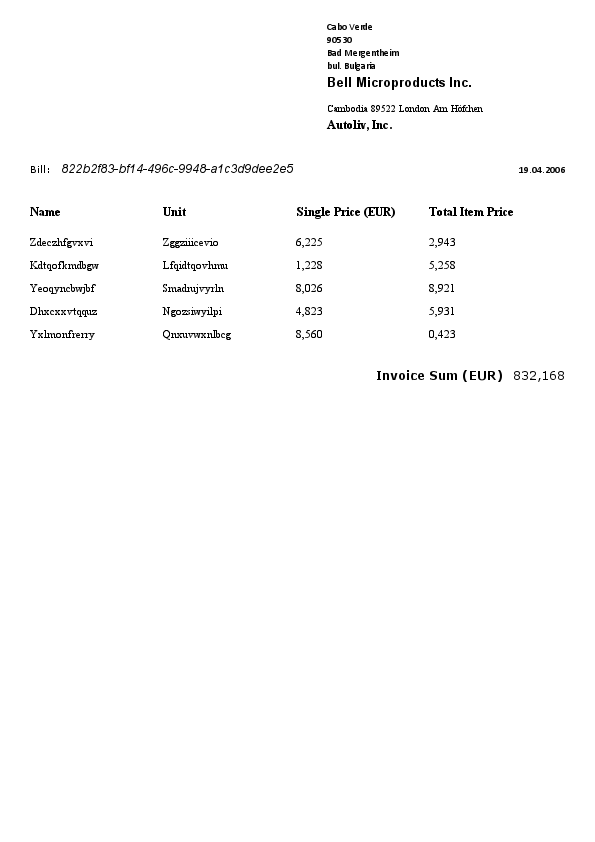 Cabo Verde
90530
Bad Mergentheim
bul. Bulgaria
Bell Microproducts Inc.
Cambodia 89522 London Am Höfchen
Autoliv, Inc.
Bill: 822b2f83-bf14-496c-9948-a1c3d9dee2e5 19.04.2006
Name Unit Single Price (EUR) Total Item Price
Zdeczhfgvxvi Zggziiicevio 6,225 2,943
Kdtqofkmdbgw Lfqidtqovhmu 1,228 5,258
Yeoqyncbwjbf Smadrujvyrln 8,026 8,921
Dhxcxxvtqquz Ngozsiwyilpi 4,823 5,931
Yxlmonfrerry Qnxuvwxnlbcg 8,560 0,423
Invoice Sum (EUR) 832,168